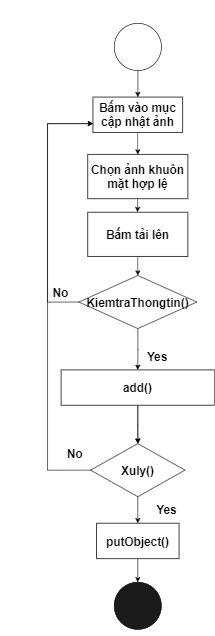 Bấm vào mục
cập nhật ảnh
Chọn ảnh khuôn
mặt hợp lệ
Bấm tải lên
No
KiemtraThongtin()
Yes
add()
No
Xuly()
Yes
putObject()